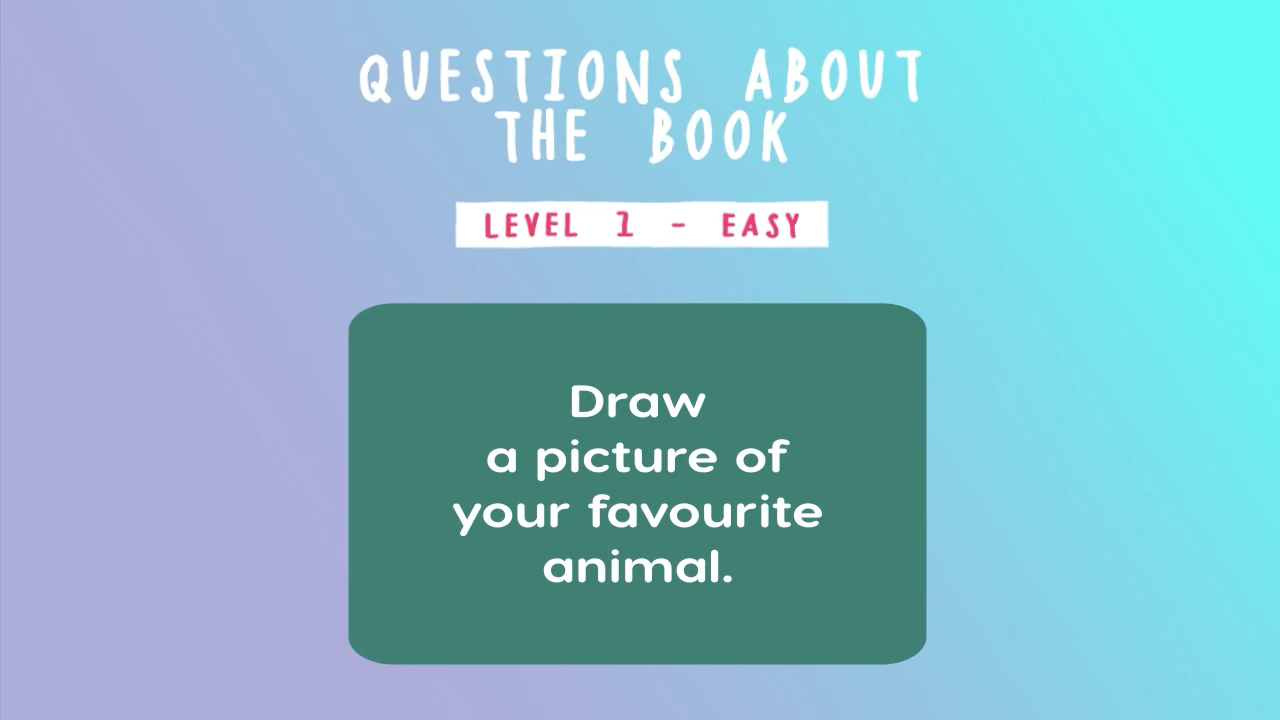 QUESTIONS ABOUT
THE BOOK
LEVEL 1 - EASY
Draw
a picture of
your favourite
animal.